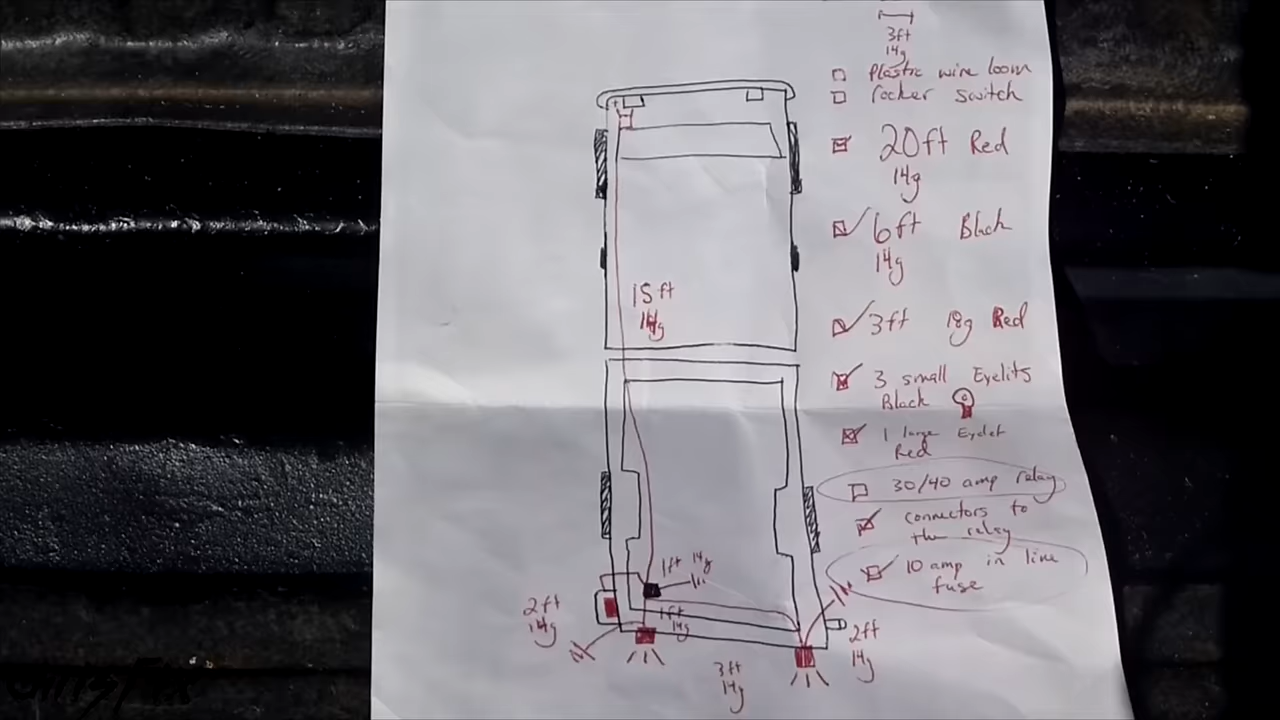 3ft
14g
Plastic wire loom
rocker switch
20ft Red
14g
6ft Black
14g
15ft
14g
3ft 18g Red
3 small Eyelits
Black
1 large Eyelet
Red
30/40 amp relay
connectors to
the relay
10 amp in line
fuse
1ft 14g
2ft
14g
1ft
14g
2ft
14g
3ft
14g